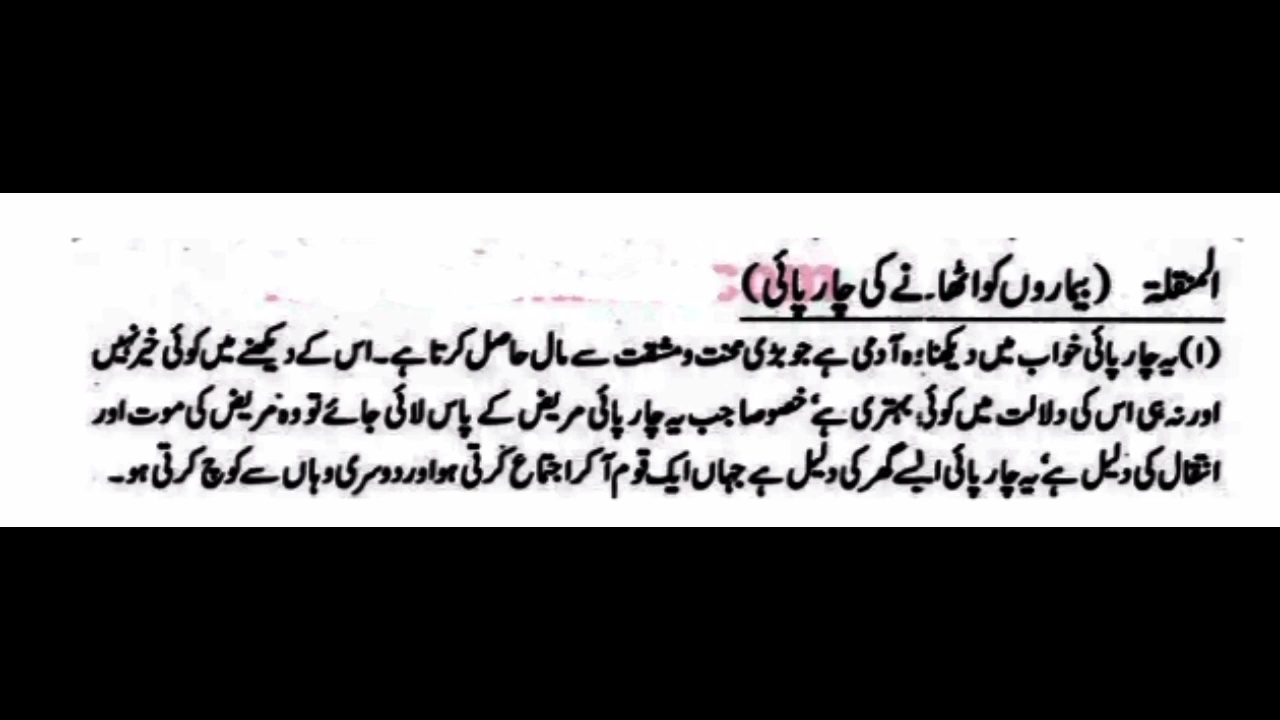 المنقلة (بیماروں کو اٹھانے کی چارپائی)
(۱) یہ چارپائی خواب میں دیکھنا وہ آدمی ہے جو بڑی محنت و مشقت سے مال حاصل کرتا ہے۔ اس کے دیکھنے میں کوئی خیر نہیں
اور نہ ہی اس کی دلالت میں کوئی بہتری ہے‘ خصوصا جب یہ چارپائی مریض کے پاس لائی جائے تو وہ مریض کی موت اور
انتقال کی دلیل ہے‘ یہ چارپائی ایسے گھر کی دلیل ہے جہاں ایک قوم آ کر اجتماع کرتی ہو اور دوسری وہاں سے کوچ کرتی ہو۔